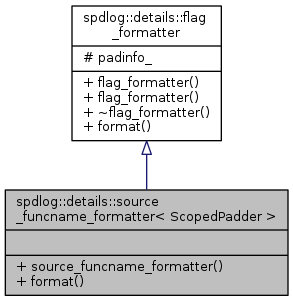 spdlog::details::flag
_formatter
# padinfo_
+ flag_formatter()
+ flag_formatter()
+ ~flag_formatter()
+ format()
spdlog::details::source
_funcname_formatter< ScopedPadder >
+ source_funcname_formatter()
+ format()